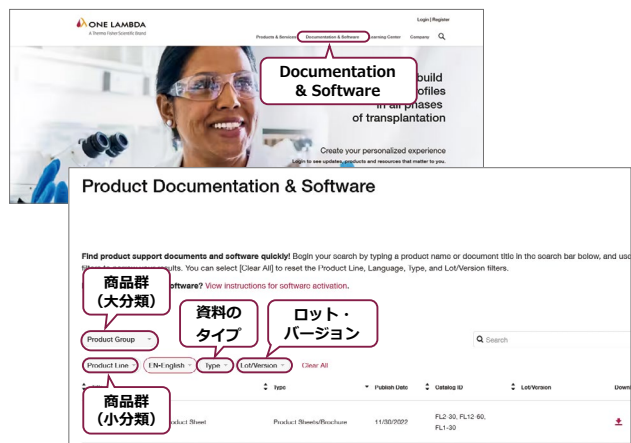 ONE LAMBDA
A Thermo Fisher Scientific Brand
Login | Register
Products & Services Documentation & Software Learning Center Company
Documentation
& Software
build
ofiles
in all phases
of transplantation
Create your personalized experience
Login to see updates, products and resources that matter to you.
Product Documentation & Software
Find product support documents and software quickly! Begin your search by typing a product name or document title in the search bar below, and use
results. You can select [Clear All] to reset the Product Line, Language, Type, and Lot/Version filters.
oftware? View instructions for software activation.
商品群
（大分類）
資料の
タイプ
ロット・
バージョン
Product Group
Search
Product Line EN-English Type Lot/Version Clear All
Type Publish Date Catalog ID Lot/Version Downl
商品群
（小分類）
oduct Sheet Product Sheets/Brochure 11/30/2022 FL2-30, FL12-60,
FL1-30